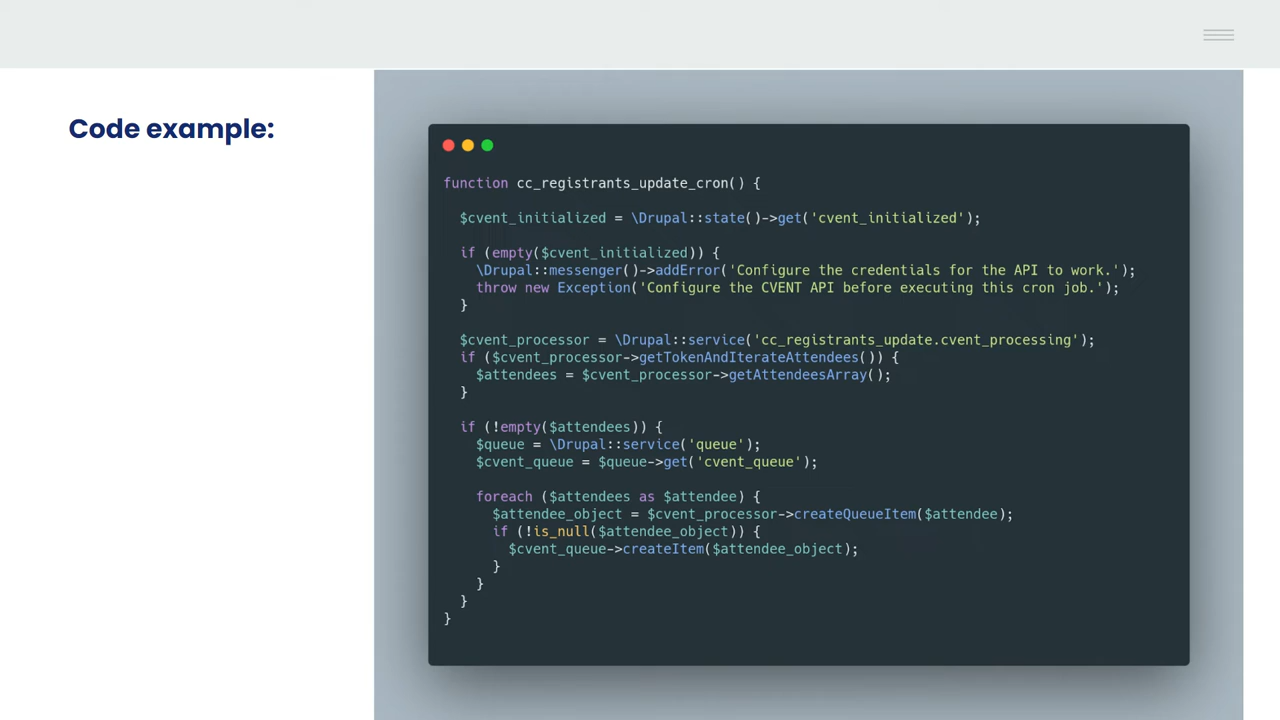 Code example:
function cc_registrants_update_cron() {
  $cvent_initialized = \Drupal::state()->get('cvent_initialized');
  if (empty($cvent_initialized)) {
    \Drupal::messenger()->addError('Configure the credentials for the API to work.');
    throw new Exception('Configure the CVENT API before executing this cron job.');
  }
  $cvent_processor = \Drupal::service('cc_registrants_update.cvent_processing');
  if ($cvent_processor->getTokenAndIterateAttendees()) {
    $attendees = $cvent_processor->getAttendeesArray();
  }
  if (!empty($attendees)) {
    $queue = \Drupal::service('queue');
    $cvent_queue = $queue->get('cvent_queue');
    foreach ($attendees as $attendee) {
      $attendee_object = $cvent_processor->createQueueItem($attendee);
      if (!is_null($attendee_object)) {
        $cvent_queue->createItem($attendee_object);
      }
    }
  }
}